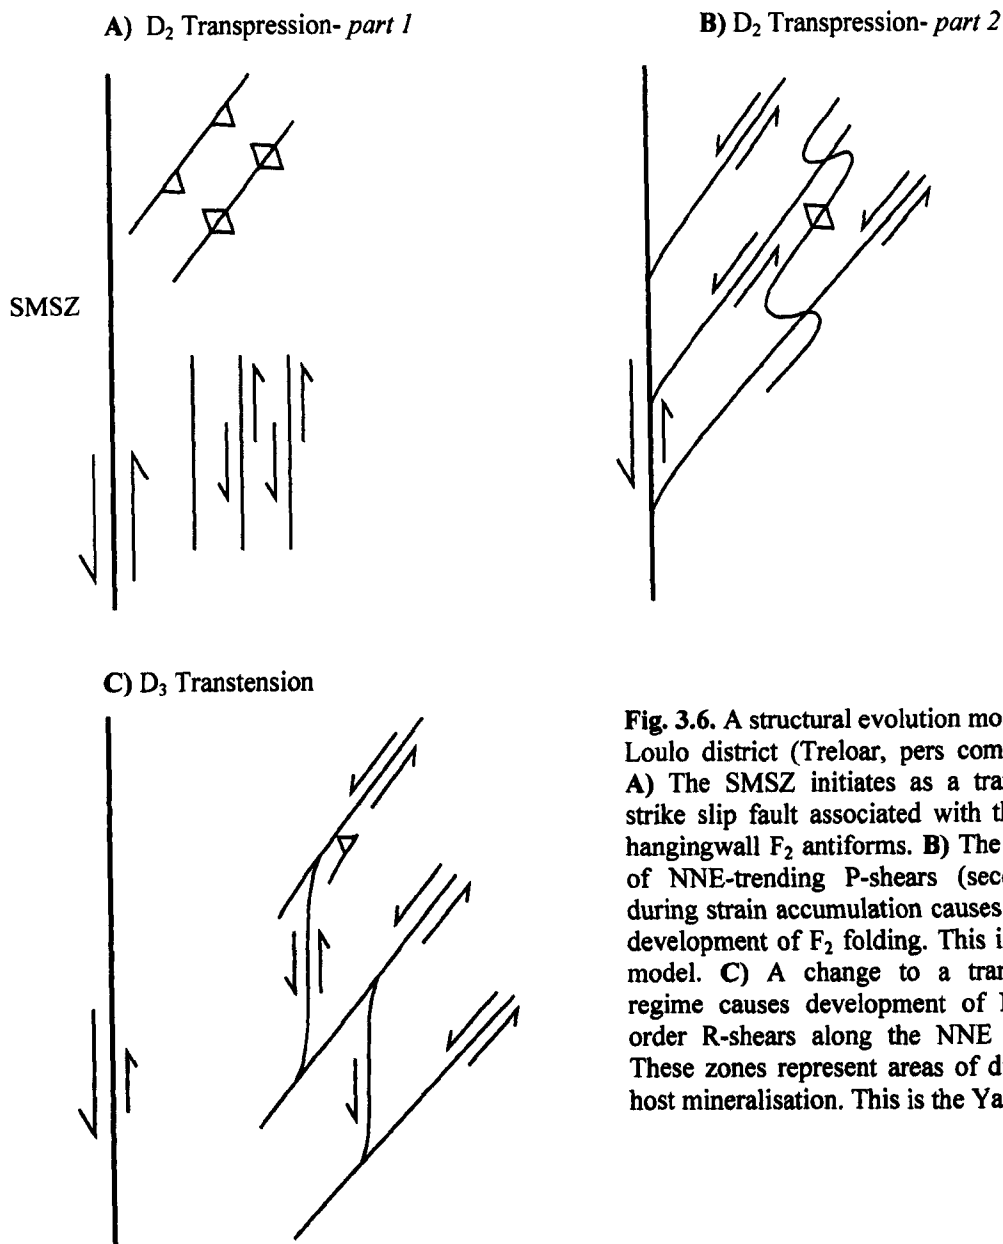 A) D₂ Transpression- part 1
B) D₂ Transpression- part 2
SMSZ
C) D₃ Transtension
Fig. 3.6. A structural evolution mo
Loulo district (Treloar, pers com
A) The SMSZ initiates as a tra
strike slip fault associated with th
hangingwall F₂ antiforms. B) The
of NNE-trending P-shears (sec
during strain accumulation causes
development of F₂ folding. This i
model. C) A change to a tran
regime causes development of
order R-shears along the NNE
These zones represent areas of d
host mineralisation. This is the Ya